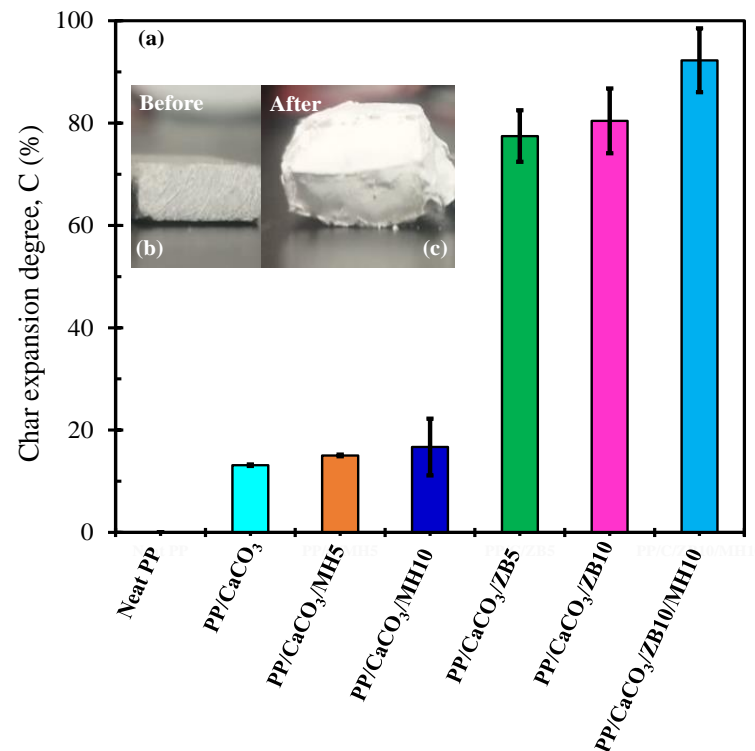 (a)
Before
After
(b)
(c)
Char expansion degree, C (%)
100
80
60
40
20
0
Neat PP
PP/CaCO₃
PP/CaCO₃/MH5
PP/CaCO₃/MH10
PP/CaCO₃/ZB5
PP/CaCO₃/ZB10
PP/CaCO₃/ZB10/MH10